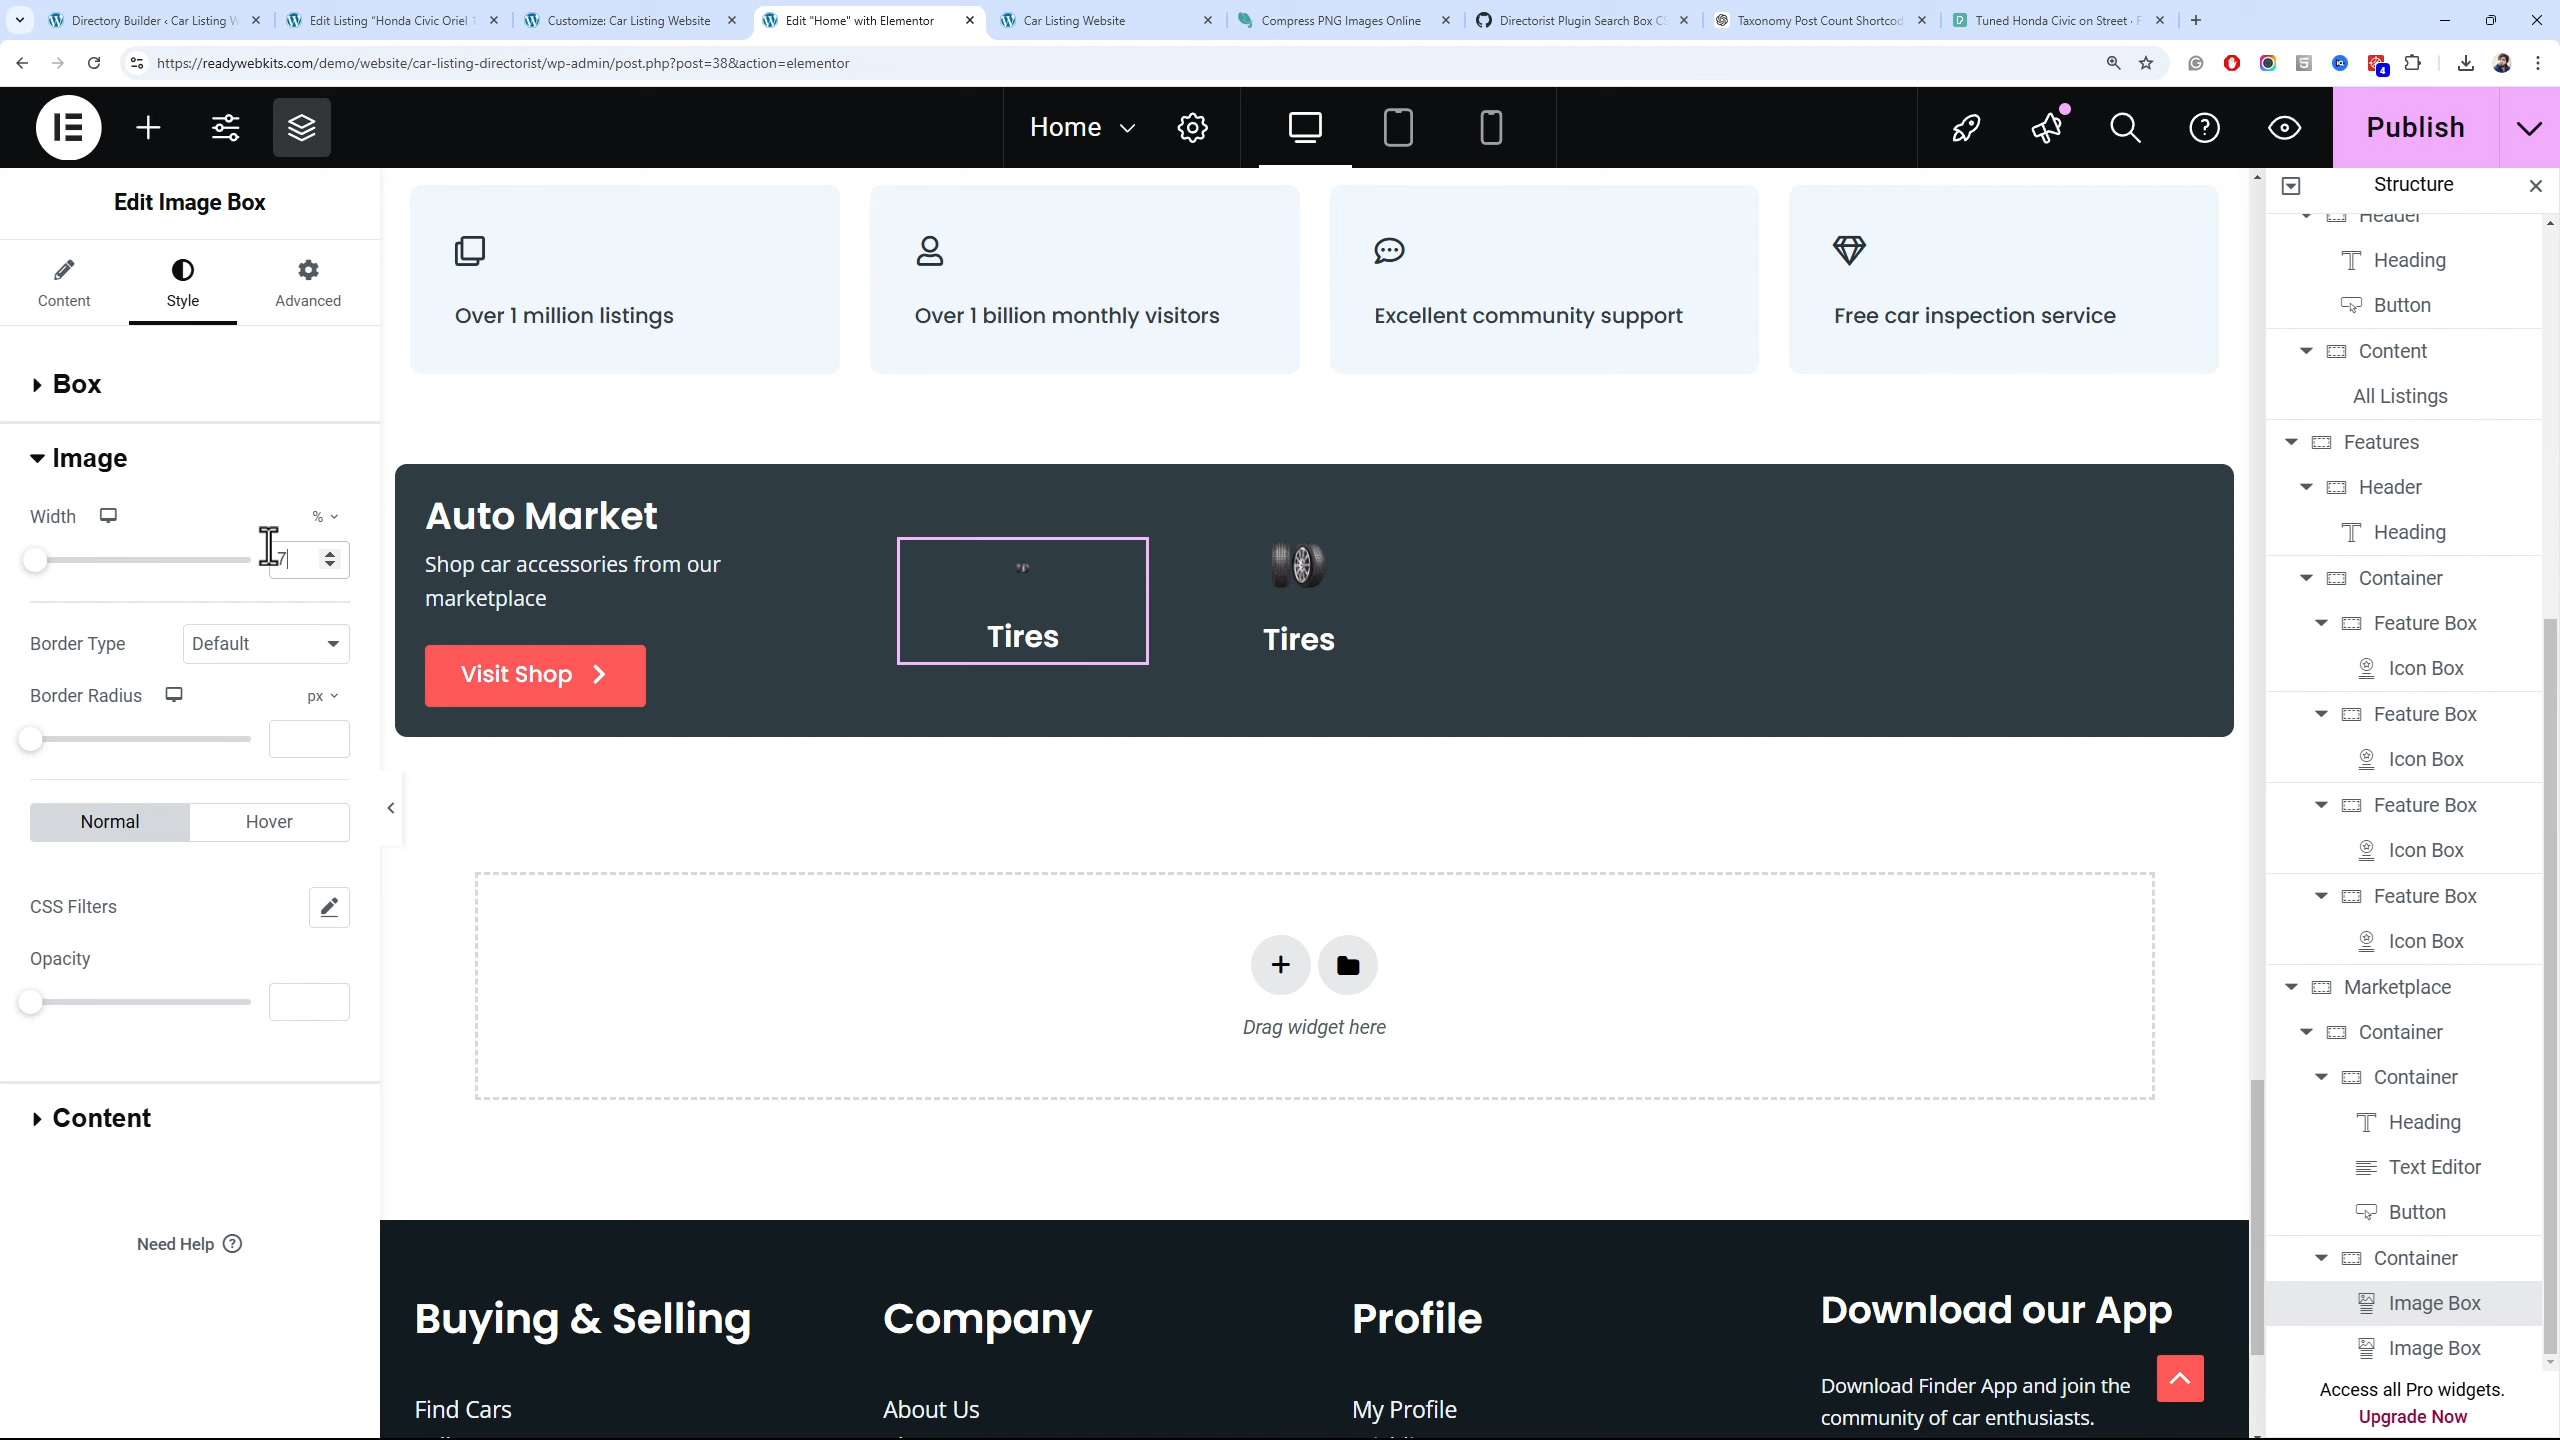 Directory Builder ‹ Car Listing W
Edit Listing "Honda Civic Oriel 1
Customize: Car Listing Website
Edit "Home" with Elementor
Car Listing Website
Compress PNG Images Online
Directorist Plugin Search Box CS
Taxonomy Post Count Shortcod
Tuned Honda Civic on Street · F
https://readywebkits.com/demo/website/car-listing-directorist/wp-admin/post.php?post=38&action=elementor
4
Home
Publish
Edit Image Box
Content
Style
Advanced
Box
Image
Width
%
7
Border Type
Default
Border Radius
px
Normal
Hover
CSS Filters
Opacity
Content
Need Help
Over 1 million listings
Over 1 billion monthly visitors
Excellent community support
Free car inspection service
Auto Market
Shop car accessories from our
marketplace
Visit Shop
Tires
Tires
Drag widget here
Buying & Selling
Company
Profile
Download our App
Find Cars
About Us
My Profile
Download Finder App and join the
community of car enthusiasts.
Structure
Header
Heading
Button
Content
All Listings
Features
Header
Heading
Container
Feature Box
Icon Box
Feature Box
Icon Box
Feature Box
Icon Box
Feature Box
Icon Box
Marketplace
Container
Container
Heading
Text Editor
Button
Container
Image Box
Image Box
Access all Pro widgets.
Upgrade Now